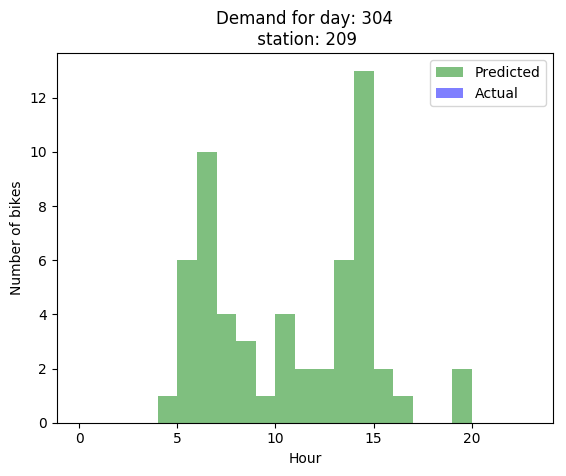 Demand for day: 304
station: 209
Predicted
Actual
Number of bikes
12
10
8
6
4
2
0
0
5
10
15
20
Hour